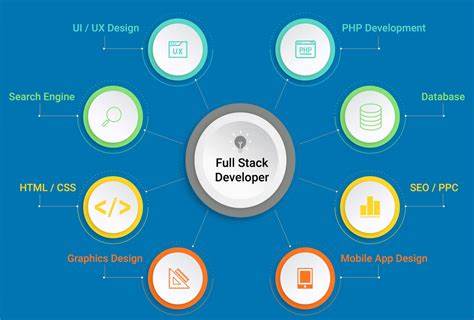 UI / UX Design
PHP Development
UX
PHP
Search Engine
Database
Full Stack
Developer
HTML / CSS
SEO / PPC
</>
Graphics Design
Mobile App Design